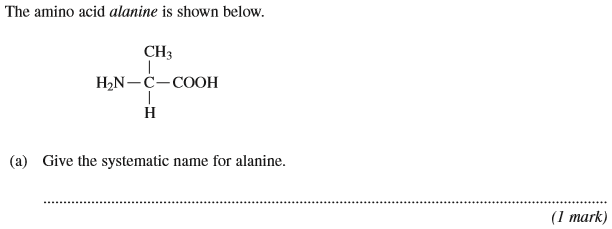 The amino acid alanine is shown below.
CH₃
H₂N—C—COOH
H
(a) Give the systematic name for alanine.
(1 mark)